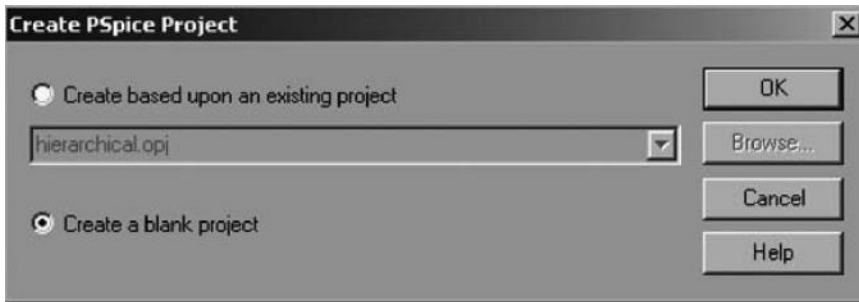 Create PSpice Project
Create based upon an existing project
hierarchical.opj
Create a blank project
OK
Browse...
Cancel
Help